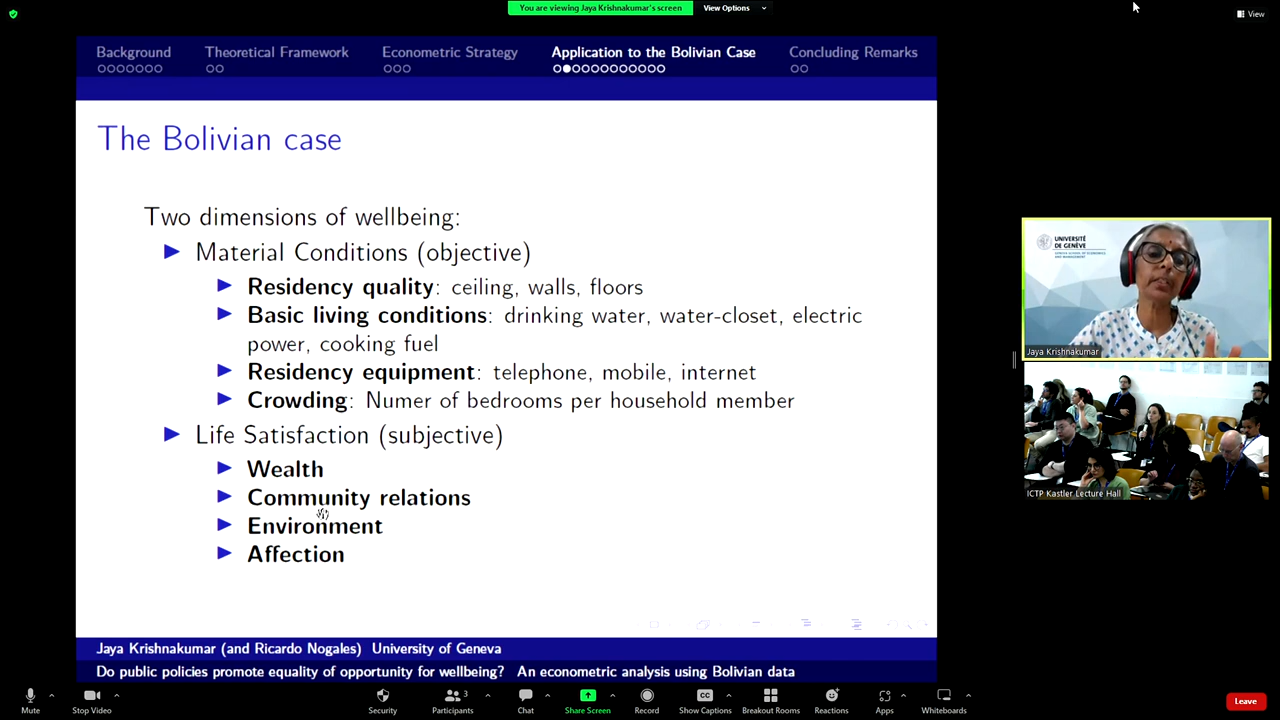 You are viewing Jaya Krishnakumar's screen
View Options
View
Background
Theoretical Framework
Econometric Strategy
Application to the Bolivian Case
Concluding Remarks
The Bolivian case
Two dimensions of wellbeing:
Material Conditions (objective)
Residency quality: ceiling, walls, floors
Basic living conditions: drinking water, water-closet, electric
power, cooking fuel
Residency equipment: telephone, mobile, internet
Crowding: Numer of bedrooms per household member
Life Satisfaction (subjective)
Wealth
Community relations
Environment
Affection
UNIVERSITÉ
DE GENÈVE
Jaya Krishnakumar
ICTP Kastler Lecture Hall
Jaya Krishnakumar (and Ricardo Nogales) University of Geneva
Do public policies promote equality of opportunity for wellbeing? An econometric analysis using Bolivian data
Mute
Stop Video
Security
Participants
3
Chat
Share Screen
Record
Show Captions
Breakout Rooms
Reactions
Apps
Whiteboards
Leave